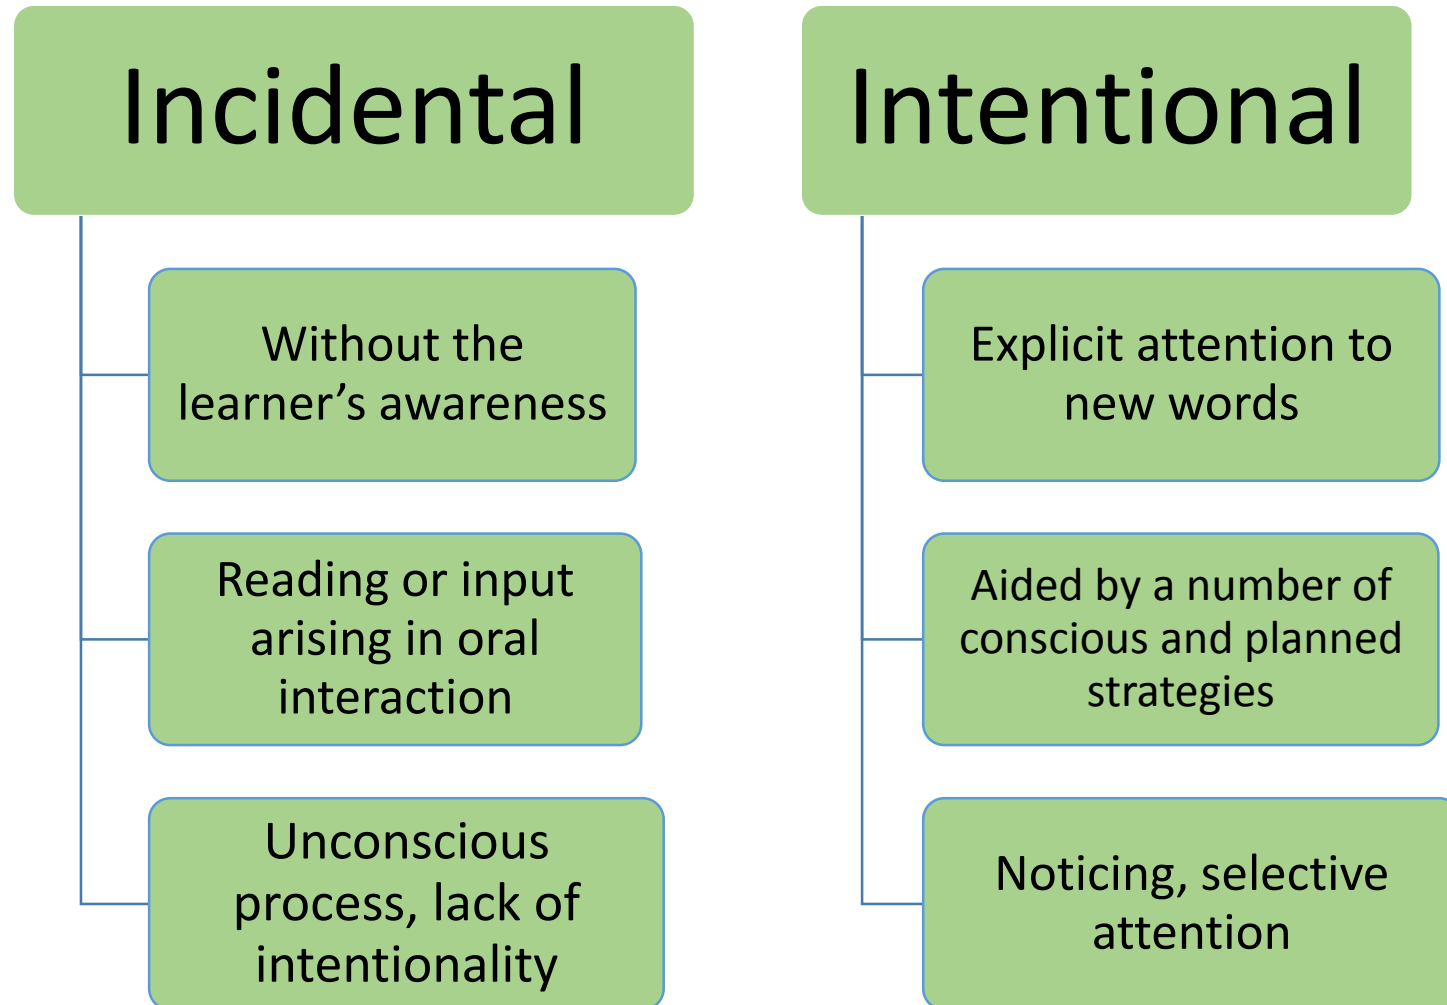 Incidental
Without the
learner’s awareness
Reading or input
arising in oral
interaction
Unconscious
process, lack of
intentionality
Intentional
Explicit attention to
new words
Aided by a number of
conscious and planned
strategies
Noticing, selective
attention